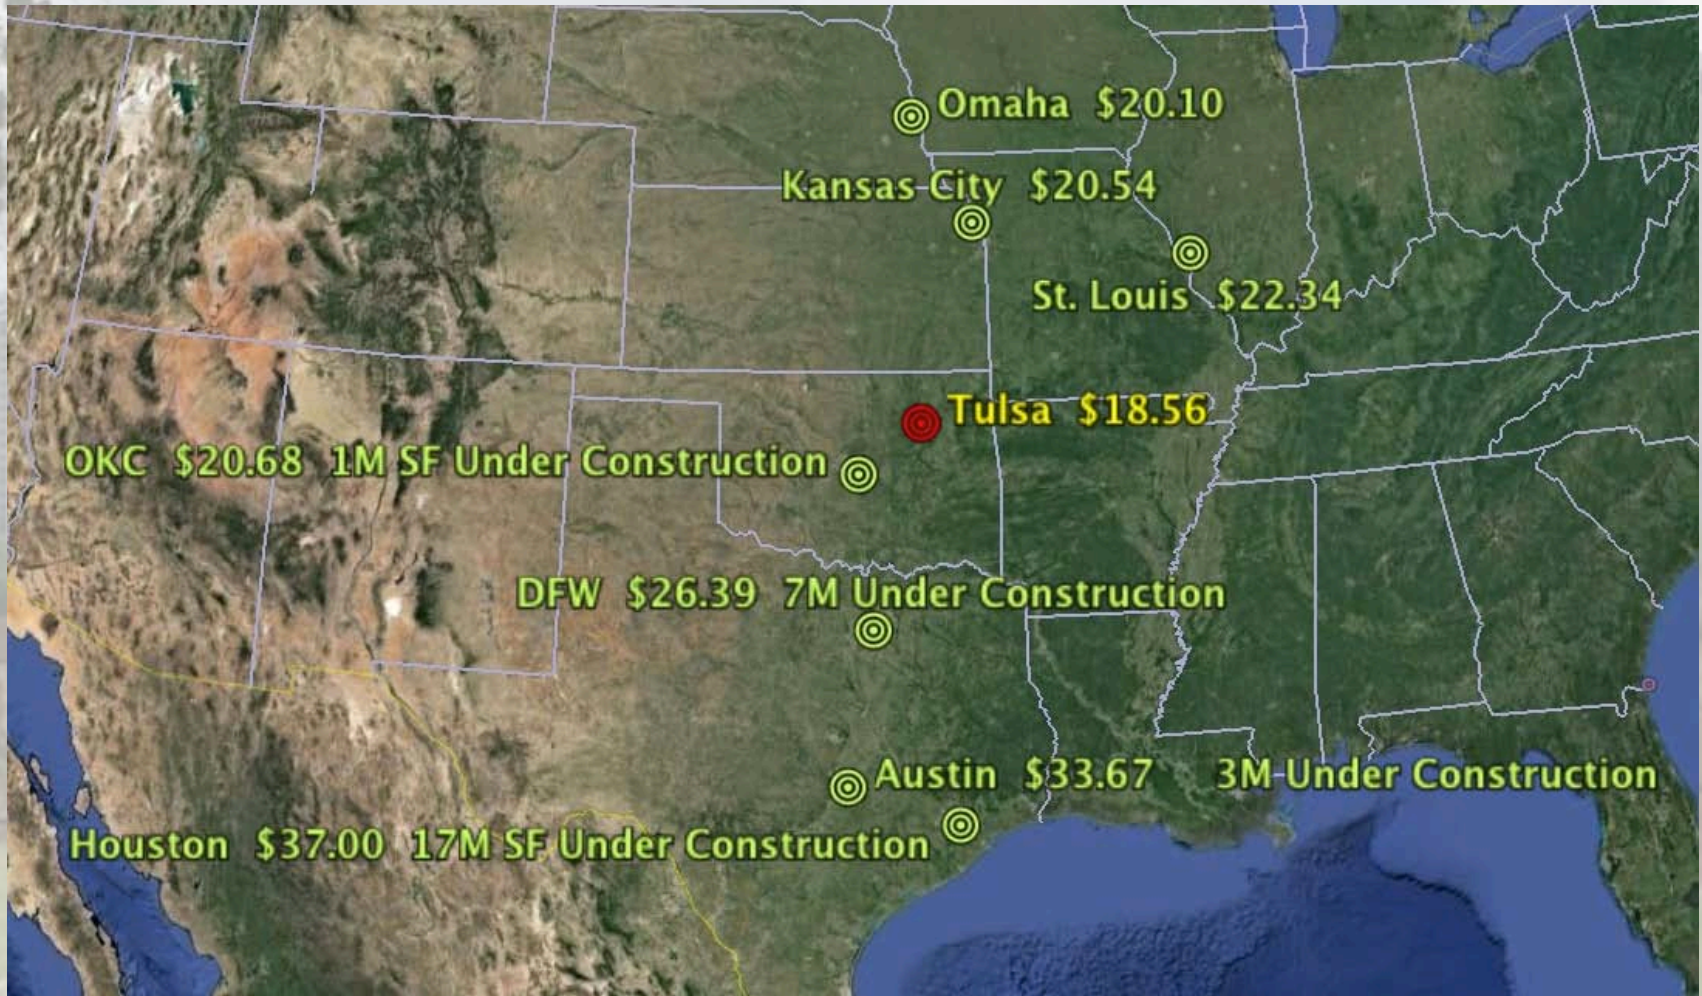 Omaha $20.10
Kansas City $20.54
St. Louis $22.34
Tulsa $18.56
OKC $20.68 1M SF Under Construction
DFW $26.39 7M Under Construction
Austin $33.67 3M Under Construction
Houston $37.00 17M SF Under Construction